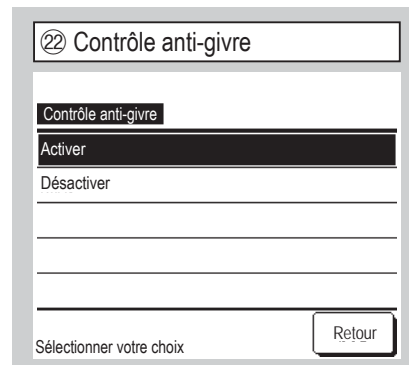 ㉒ Contrôle anti-givre
Contrôle anti-givre
Activer
Désactiver
Sélectionner votre choix
Retour